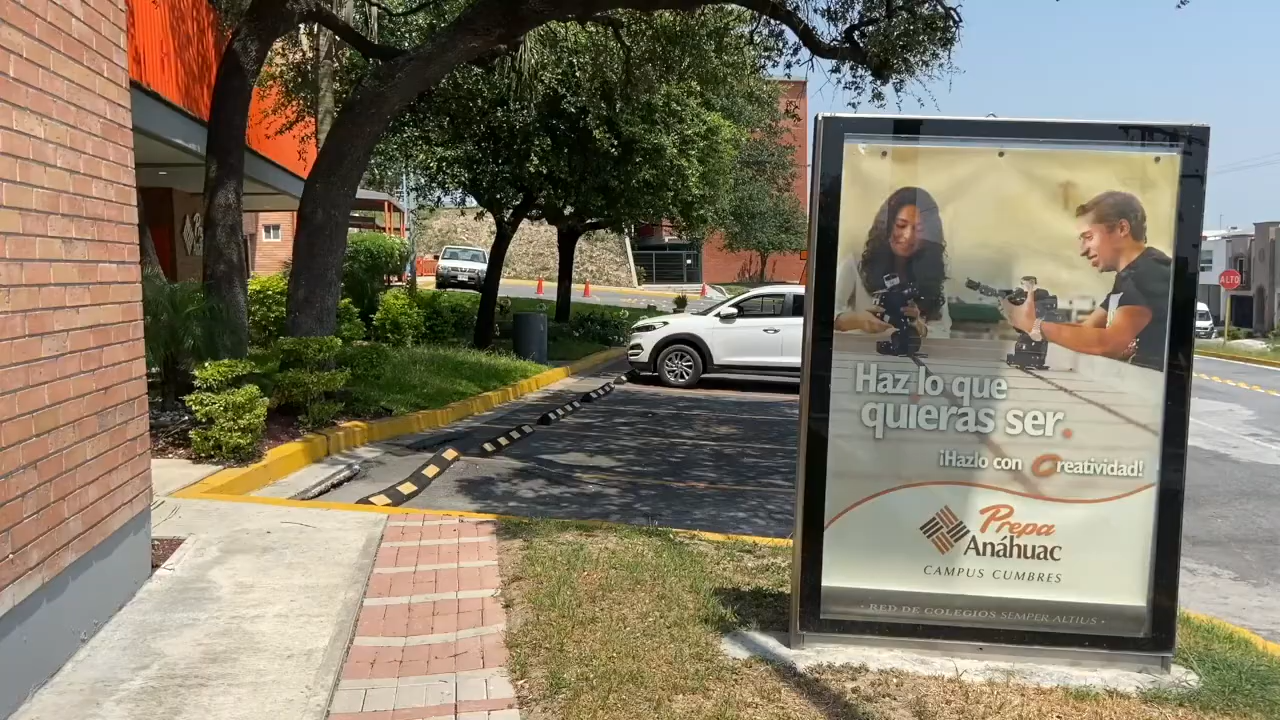 Haz lo que
quieras ser.
¡Hazlo con Creatividad!
Prepa
Anáhuac
CAMPUS CUMBRES
• RED DE COLEGIOS SEMPER ALTIUS •
ALTO